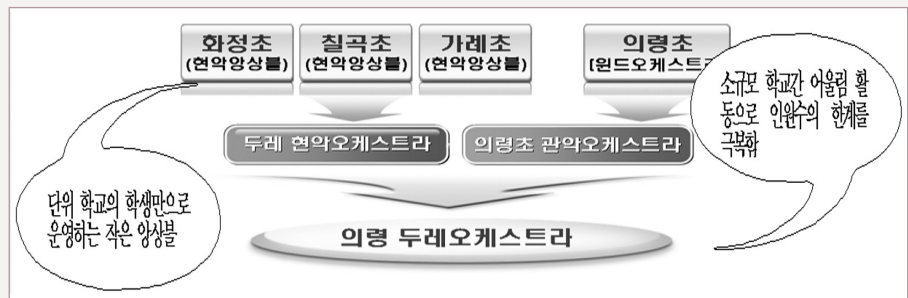 화정초
(현악앙상블)
칠곡초
(현악앙상블)
가례초
(현악앙상블)
의령초
[윈드오케스트라
소규모 학교간 어울림 활
동으로 인원수의 한계를
극복함
두레 현악오케스트라
의령초 관악오케스트라
단위 학교의 학생만으로
운영하는 작은 앙상블
의령 두레오케스트라